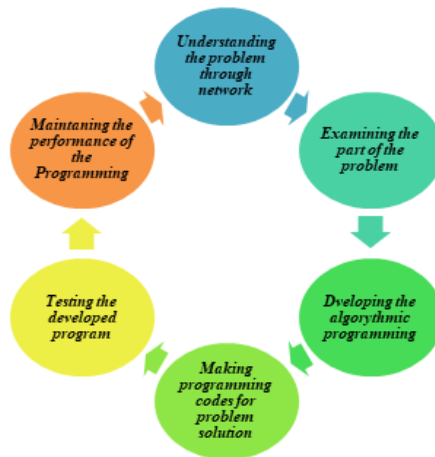 Understanding
the problem
through
network
Examining the
part of the
problem
Dveloping the
algorythmic
programming
Making
programming
codes for
problem
solution
Testing the
developed
program
Maintaning the
performance of
the
Programming